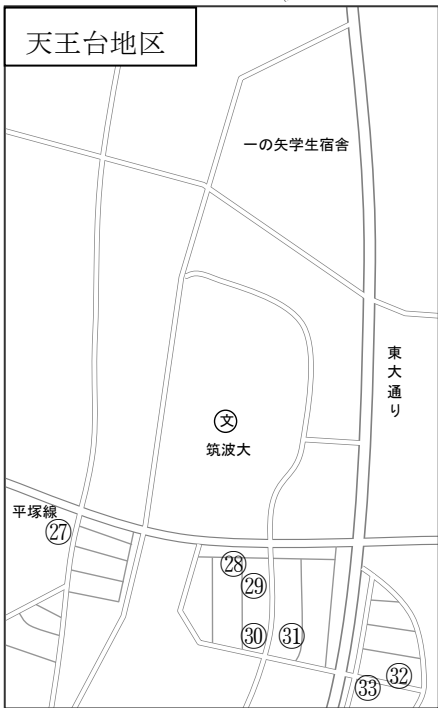 天王台地区
一の矢学生宿舎
東大通り
文
筑波大
平塚線
㉗
㉘
㉙
㉚
㉛
㉜
㉝